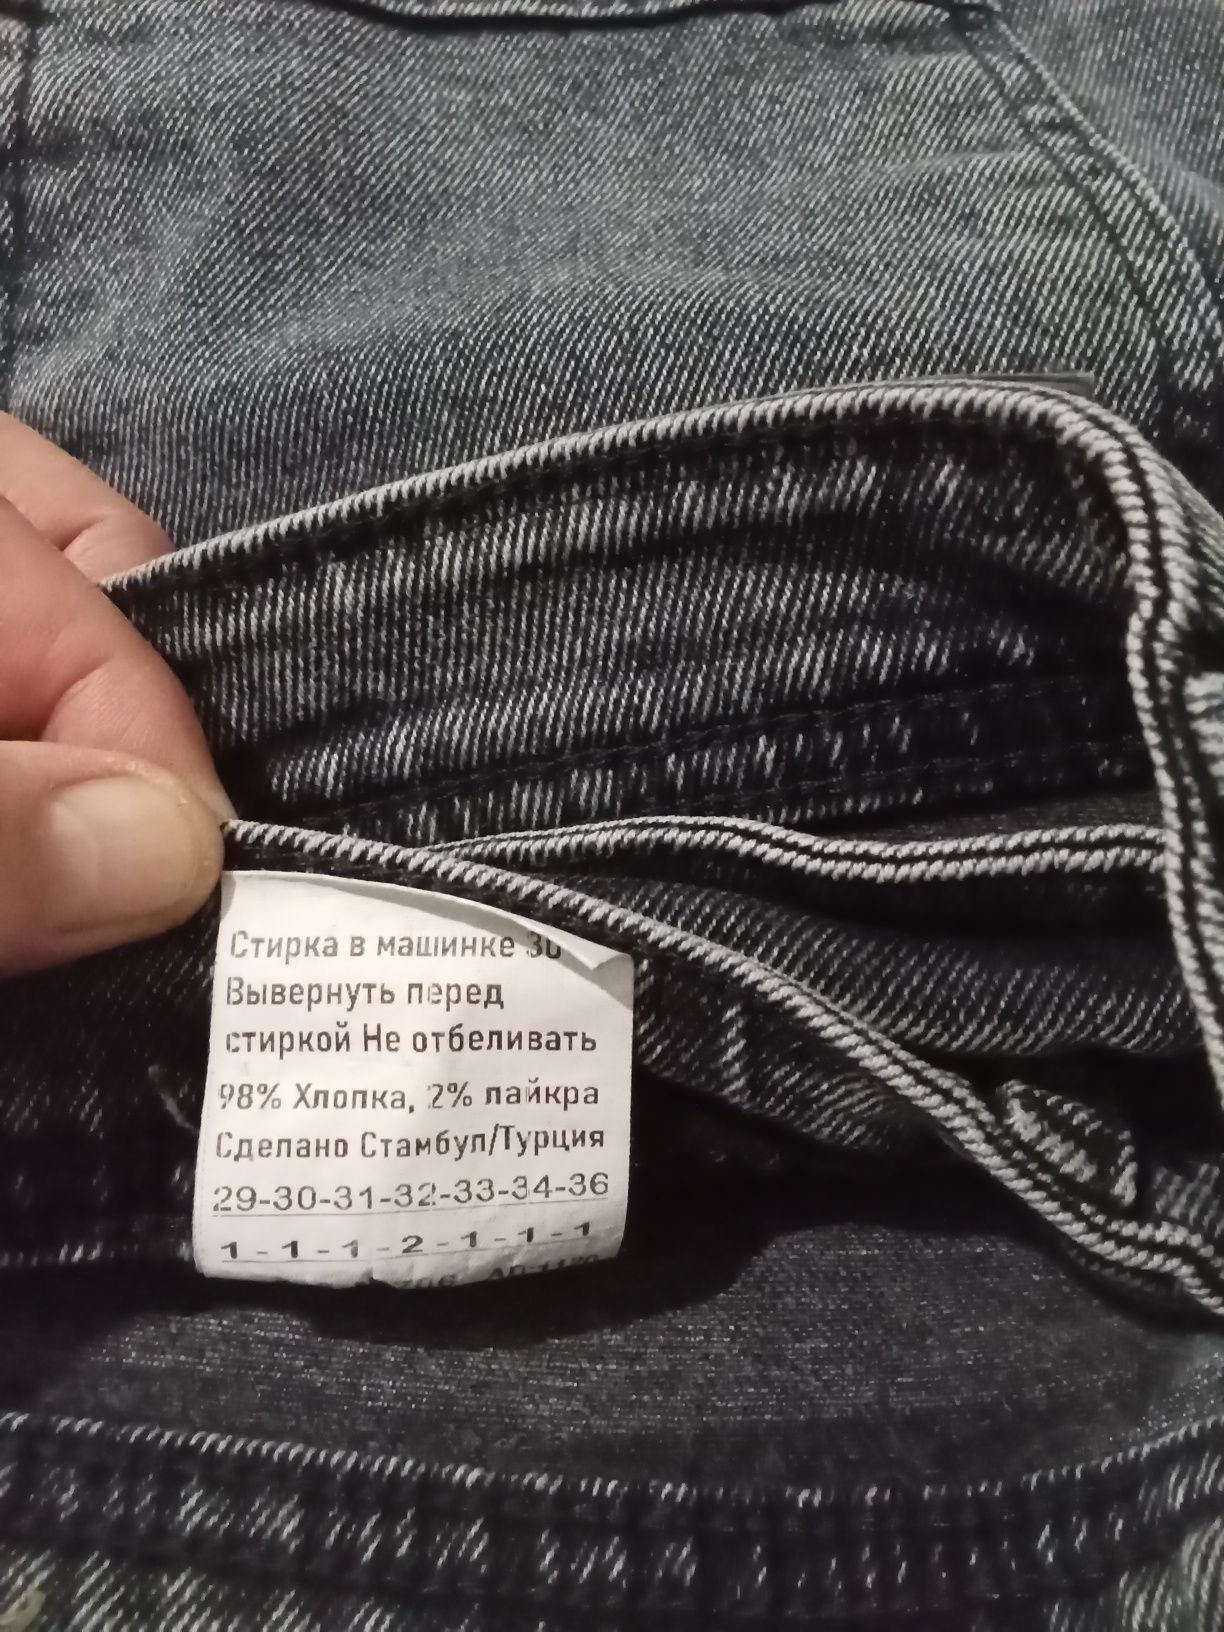 Стирка в машинке 30
Вывернуть перед
стиркой Не отбеливать
98% Хлопка, 2% лайкра
Сделано Стамбул/Турция
29-30-31-32-33-34-36
1 - 1 - 1 - 2 - 1 - 1 - 1